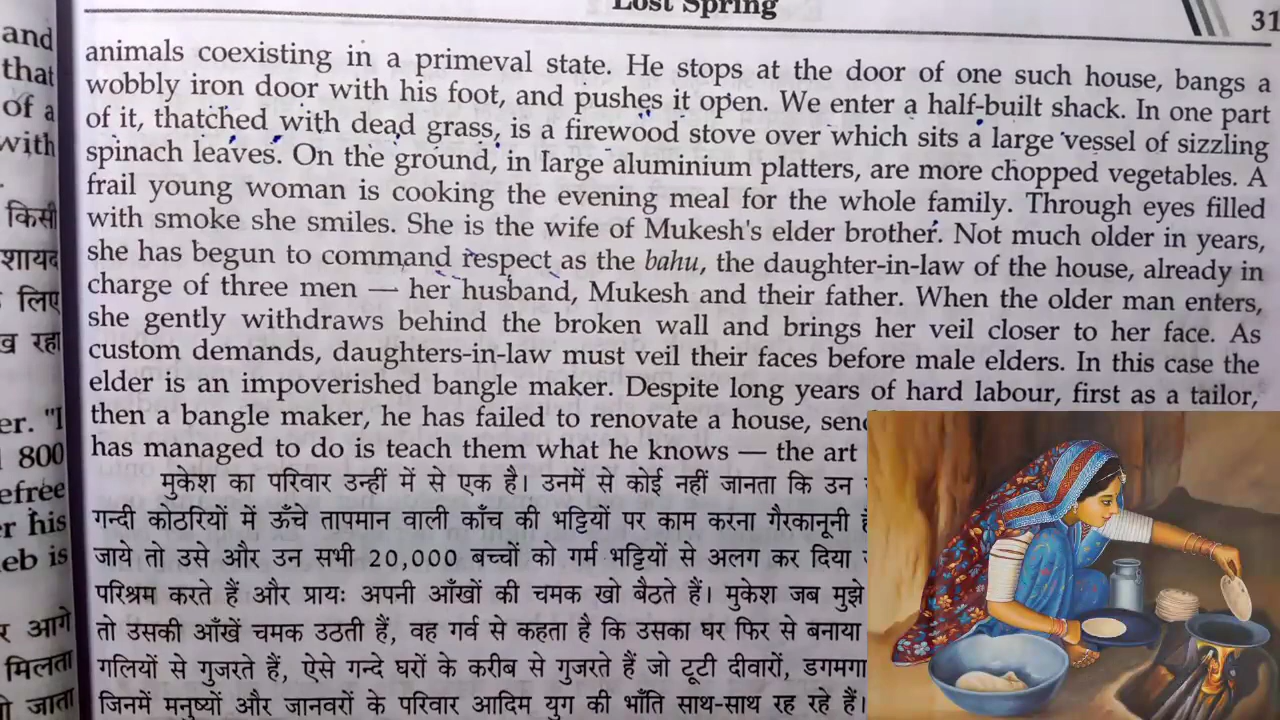 Lost Spring
31
and
that
of a
with
किसी
शायद
लिए
रहा
er. "I
800
efree
r his
eb is
आगे
मिलता
जाता
animals coexisting in a primeval state. He stops at the door of one such house, bangs a
wobbly iron door with his foot, and pushes it open. We enter a half-built shack. In one part
of it, thatched with dead grass, is a firewood stove over which sits a large vessel of sizzling
spinach leaves. On the ground, in large aluminium platters, are more chopped vegetables. A
frail young woman is cooking the evening meal for the whole family. Through eyes filled
with smoke she smiles. She is the wife of Mukesh's elder brother. Not much older in years,
she has begun to command respect as the bahu, the daughter-in-law of the house, already in
charge of three men — her husband, Mukesh and their father. When the older man enters,
she gently withdraws behind the broken wall and brings her veil closer to her face. As
custom demands, daughters-in-law must veil their faces before male elders. In this case the
elder is an impoverished bangle maker. Despite long years of hard labour, first as a tailor,
then a bangle maker, he has failed to renovate a house,
has managed to do is teach them what he knows — the art
मुकेश का परिवार उन्हीं में से एक है। उनमें से कोई नहीं जानता कि उन
गन्दी कोठरियों में ऊँचे तापमान वाली काँच की भट्टियों पर काम करना गैरकानूनी
जाये तो उसे और उन सभी 20,000 बच्चों को गर्म भट्टियों से अलग कर दिया
परिश्रम करते हैं और प्रायः अपनी आँखों की चमक खो बैठते हैं। मुकेश जब मुझे
तो उसकी आँखें चमक उठती हैं, वह गर्व से कहता है कि उसका घर फिर से बनाया
गलियों से गुजरते हैं, ऐसे गन्दे घरों के करीब से गुजरते हैं जो टूटी दीवारों, डगमगा
जिनमें मनुष्यों और जानवरों के परिवार आदिम युग की भाँति साथ-साथ रह रहे हैं।